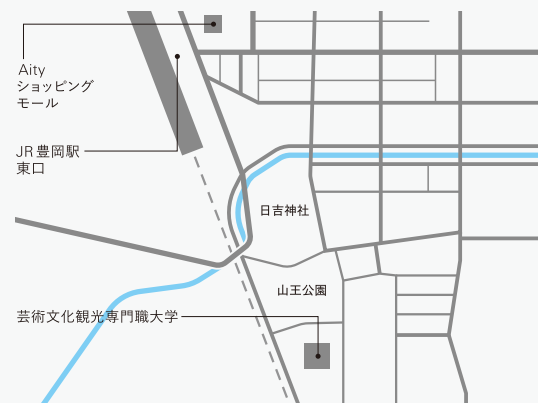 Aity
ショッピング
モール
JR豊岡駅
東口
日吉神社
山王公園
芸術文化観光専門職大学